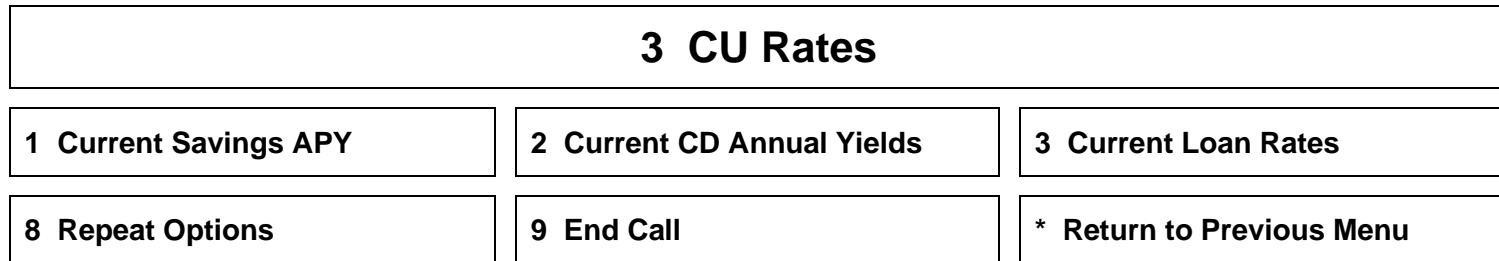 3 CU Rates
1 Current Savings APY
2 Current CD Annual Yields
3 Current Loan Rates
8 Repeat Options
9 End Call
* Return to Previous Menu